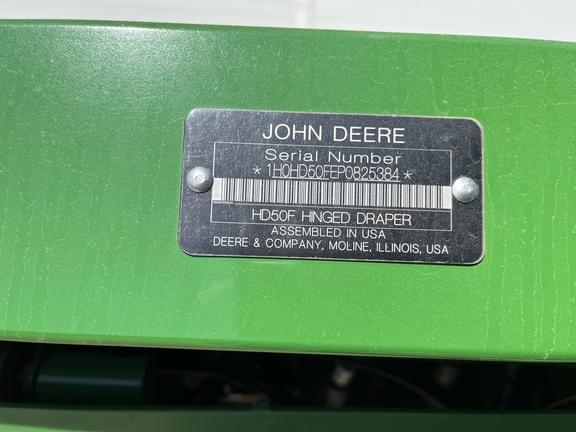 JOHN DEERE
Serial Number
*1H0HD50FEP0825384*
HD50F HINGED DRAPER
ASSEMBLED IN USA
DEERE & COMPANY, MOLINE, ILLINOIS, USA